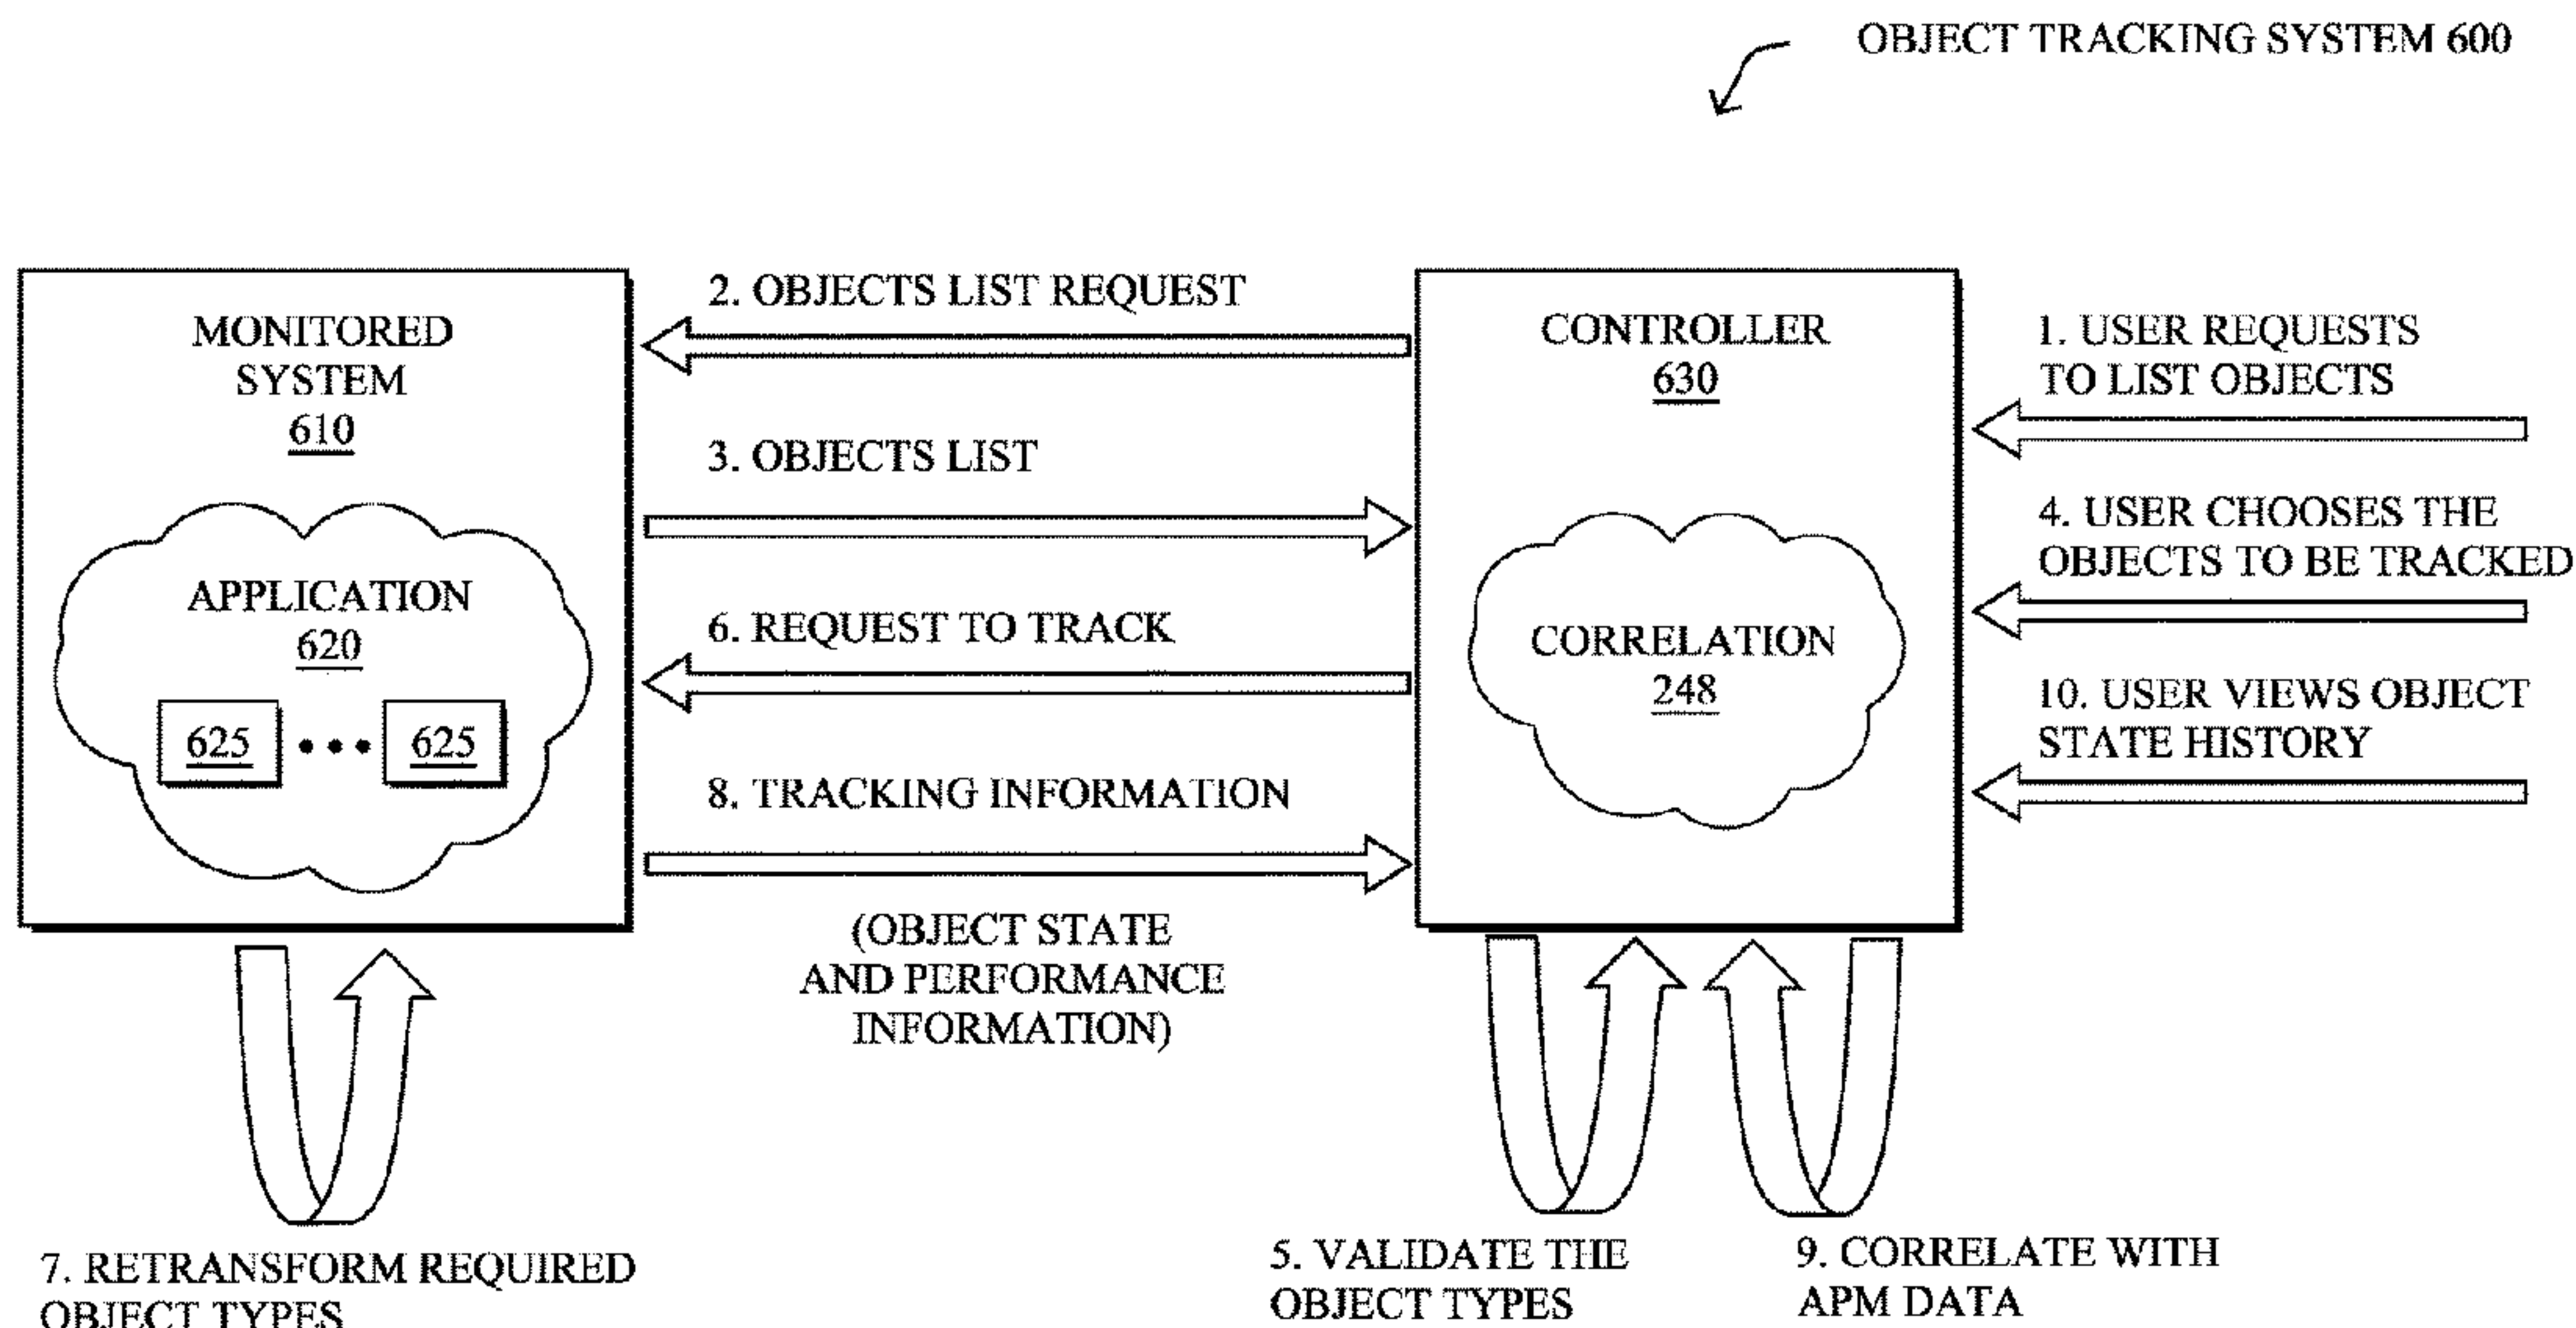 OBJECT TRACKING SYSTEM 600
MONITORED
SYSTEM
610
APPLICATION
620
625
625
2. OBJECTS LIST REQUEST
3. OBJECTS LIST
6. REQUEST TO TRACK
8. TRACKING INFORMATION
(OBJECT STATE
AND PERFORMANCE
INFORMATION)
CONTROLLER
630
CORRELATION
248
1. USER REQUESTS
TO LIST OBJECTS
4. USER CHOOSES THE
OBJECTS TO BE TRACKED
10. USER VIEWS OBJECT
STATE HISTORY
7. RETRANSFORM REQUIRED
OBJECT TYPES
5. VALIDATE THE
OBJECT TYPES
9. CORRELATE WITH
APM DATA